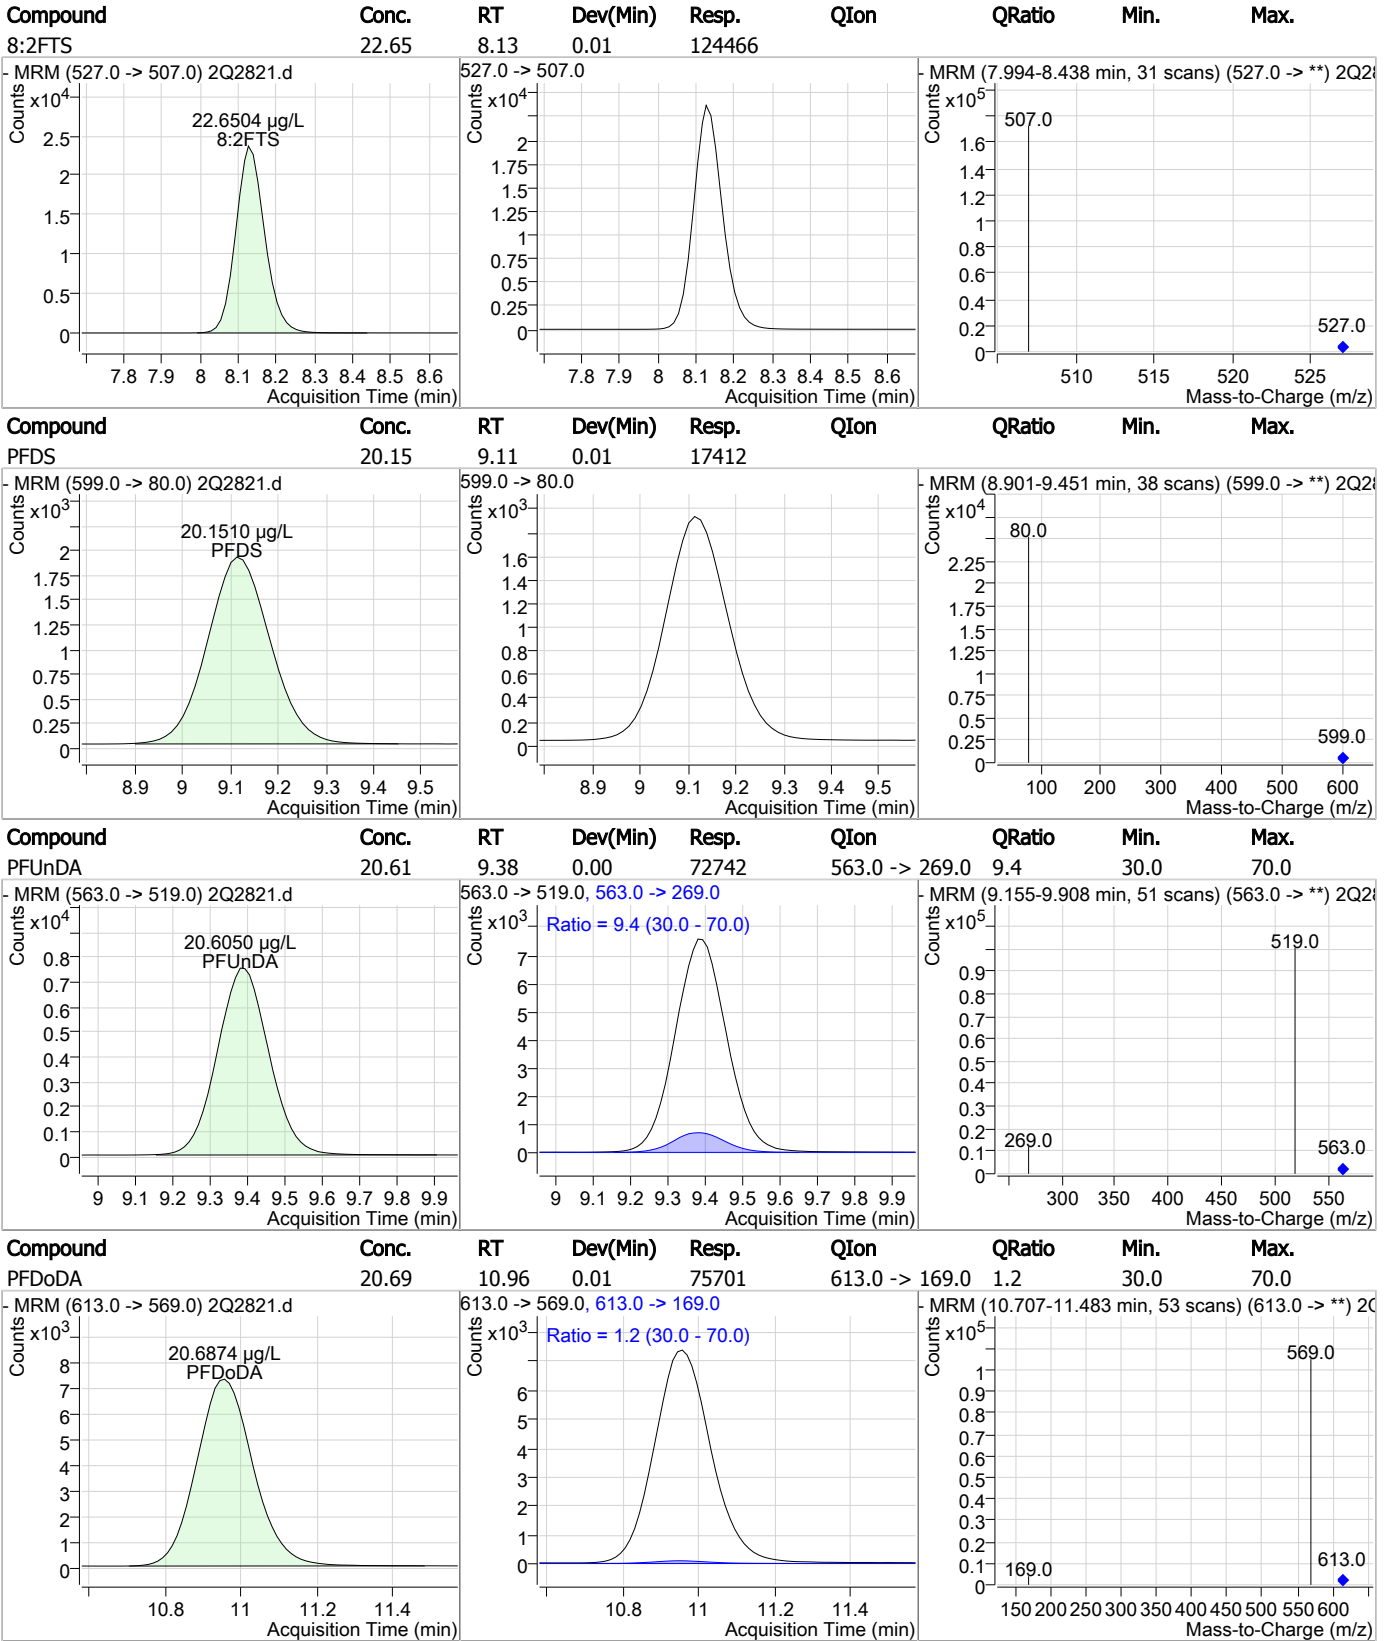 Compound Conc. RT Dev(Min) Resp. QIon QRatio Min. Max.
8:2FTS 22.65 8.13 0.01 124466
- MRM (527.0 -> 507.0) 2Q2821.d
Counts
x10⁴
22.6504 µg/L
8:2FTS
2.5
2
1.5
1
0.5
0
7.8 7.9 8 8.1 8.2 8.3 8.4 8.5 8.6
Acquisition Time (min)
527.0 -> 507.0
Counts
x10⁴
2
1.75
1.5
1.25
1
0.75
0.5
0.25
0
7.8 7.9 8 8.1 8.2 8.3 8.4 8.5 8.6
Acquisition Time (min)
- MRM (7.994-8.438 min, 31 scans) (527.0 -> **) 2Q28
Counts
x10⁵
507.0
1.6
1.4
1.2
1
0.8
0.6
0.4
0.2
0
527.0
510 515 520 525
Mass-to-Charge (m/z)
Compound Conc. RT Dev(Min) Resp. QIon QRatio Min. Max.
PFDS 20.15 9.11 0.01 17412
- MRM (599.0 -> 80.0) 2Q2821.d
Counts
x10³
20.1510 µg/L
PFDS
2
1.75
1.5
1.25
1
0.75
0.5
0.25
0
8.9 9 9.1 9.2 9.3 9.4 9.5
Acquisition Time (min)
599.0 -> 80.0
Counts
x10³
1.6
1.4
1.2
1
0.8
0.6
0.4
0.2
0
8.9 9 9.1 9.2 9.3 9.4 9.5
Acquisition Time (min)
- MRM (8.901-9.451 min, 38 scans) (599.0 -> **) 2Q28
Counts
x10⁴
80.0
2.25
2
1.75
1.5
1.25
1
0.75
0.5
0.25
0
599.0
100 200 300 400 500 600
Mass-to-Charge (m/z)
Compound Conc. RT Dev(Min) Resp. QIon QRatio Min. Max.
PFUnDA 20.61 9.38 0.00 72742 563.0 -> 269.0 9.4 30.0 70.0
- MRM (563.0 -> 519.0) 2Q2821.d
Counts
x10⁴
20.6050 µg/L
PFUnDA
0.8
0.7
0.6
0.5
0.4
0.3
0.2
0.1
0
9 9.1 9.2 9.3 9.4 9.5 9.6 9.7 9.8 9.9
Acquisition Time (min)
563.0 -> 519.0, 563.0 -> 269.0
Counts
x10³
Ratio = 9.4 (30.0 - 70.0)
7
6
5
4
3
2
1
0
9 9.1 9.2 9.3 9.4 9.5 9.6 9.7 9.8 9.9
Acquisition Time (min)
- MRM (9.155-9.908 min, 51 scans) (563.0 -> **) 2Q28
Counts
x10⁵
519.0
0.9
0.8
0.7
0.6
0.5
0.4
0.3
0.2
0.1
0
269.0
563.0
300 350 400 450 500 550
Mass-to-Charge (m/z)
Compound Conc. RT Dev(Min) Resp. QIon QRatio Min. Max.
PFDoDA 20.69 10.96 0.01 75701 613.0 -> 169.0 1.2 30.0 70.0
- MRM (613.0 -> 569.0) 2Q2821.d
Counts
x10³
20.6874 µg/L
PFDoDA
8
7
6
5
4
3
2
1
0
10.8 11 11.2 11.4
Acquisition Time (min)
613.0 -> 569.0, 613.0 -> 169.0
Counts
x10³
Ratio = 1.2 (30.0 - 70.0)
6
5
4
3
2
1
0
10.8 11 11.2 11.4
Acquisition Time (min)
- MRM (10.707-11.483 min, 53 scans) (613.0 -> **) 2Q
Counts
x10⁵
569.0
1
0.9
0.8
0.7
0.6
0.5
0.4
0.3
0.2
0.1
0
169.0
613.0
150 200 250 300 350 400 450 500 550 600
Mass-to-Charge (m/z)